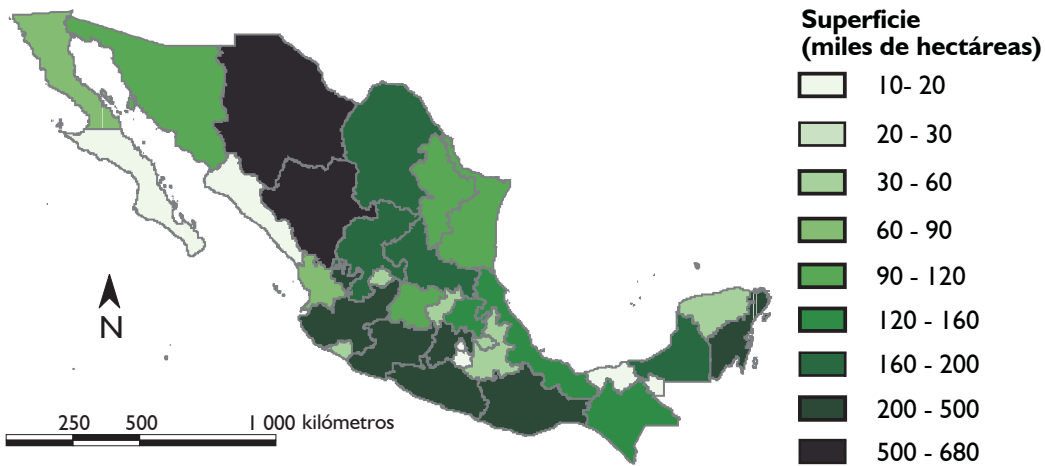 Superficie
(miles de hectáreas)
10- 20
20 - 30
30 - 60
60 - 90
90 - 120
120 - 160
160 - 200
200 - 500
500 - 680
N
250 500 1 000 kilómetros